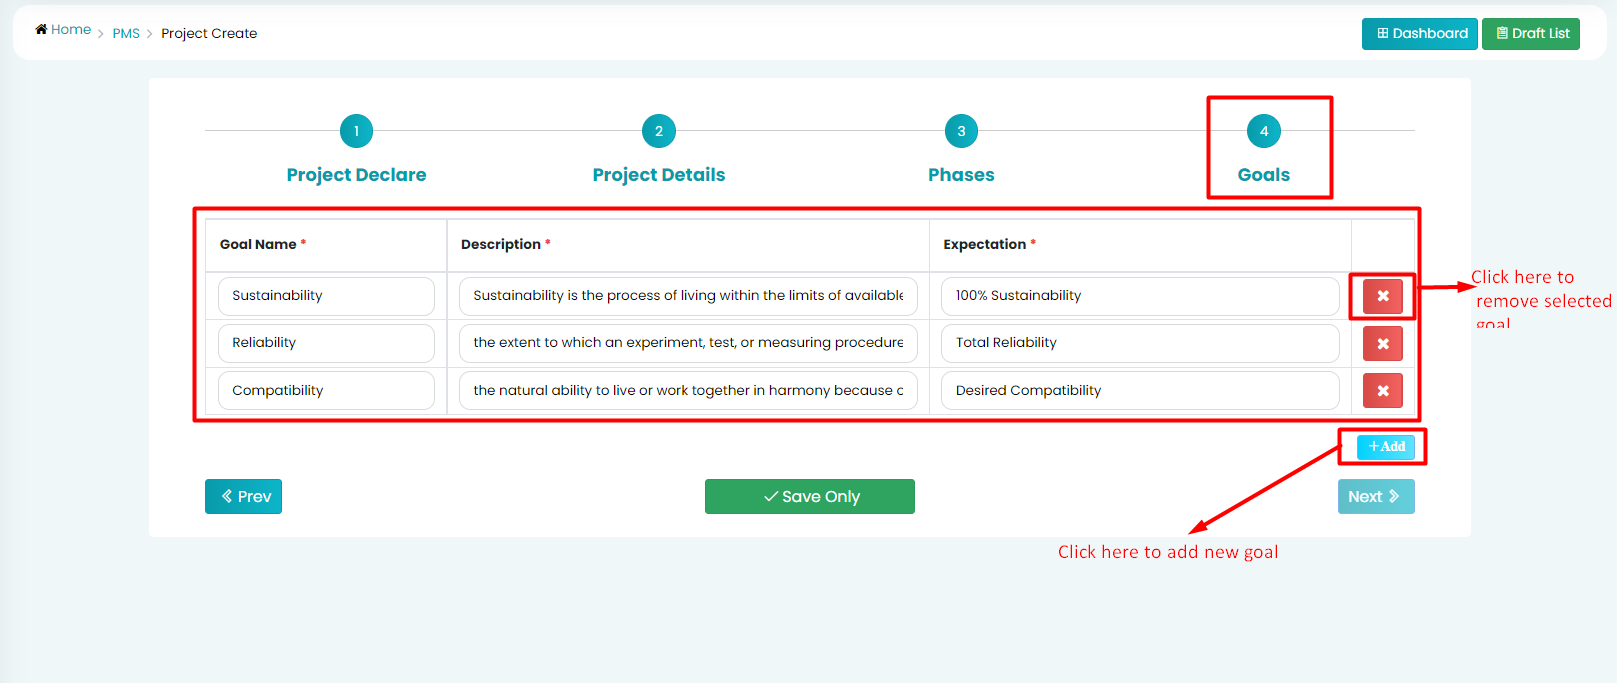 Home > PMS > Project Create
Dashboard
Draft List
1
2
3
4
Project Declare
Project Details
Phases
Goals
Goal Name *
Description *
Expectation *
Sustainability
Sustainability is the process of living within the limits of available
100% Sustainability
Click here to
remove selected
goal
Reliability
the extent to which an experiment, test, or measuring procedure
Total Reliability
Compatibility
the natural ability to live or work together in harmony because
Desired Compatibility
+Add
Prev
Save Only
Next
Click here to add new goal